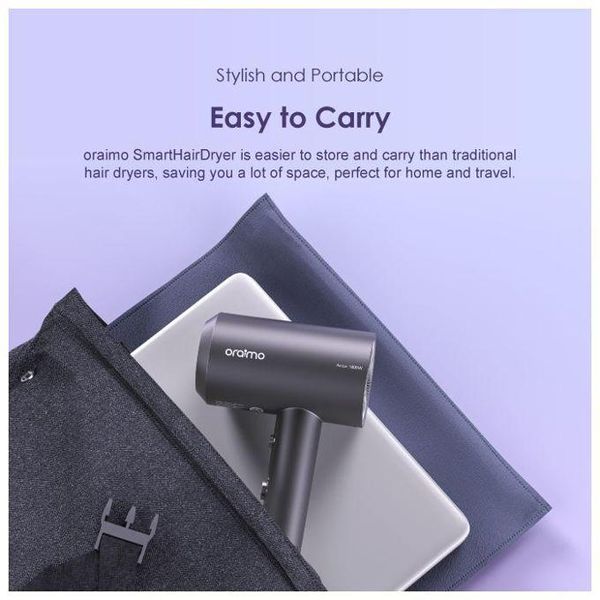 Stylish and Portable
Easy to Carry
oraimo SmartHairDryer is easier to store and carry than traditional
hair dryers, saving you a lot of space, perfect for home and travel.
oraimo